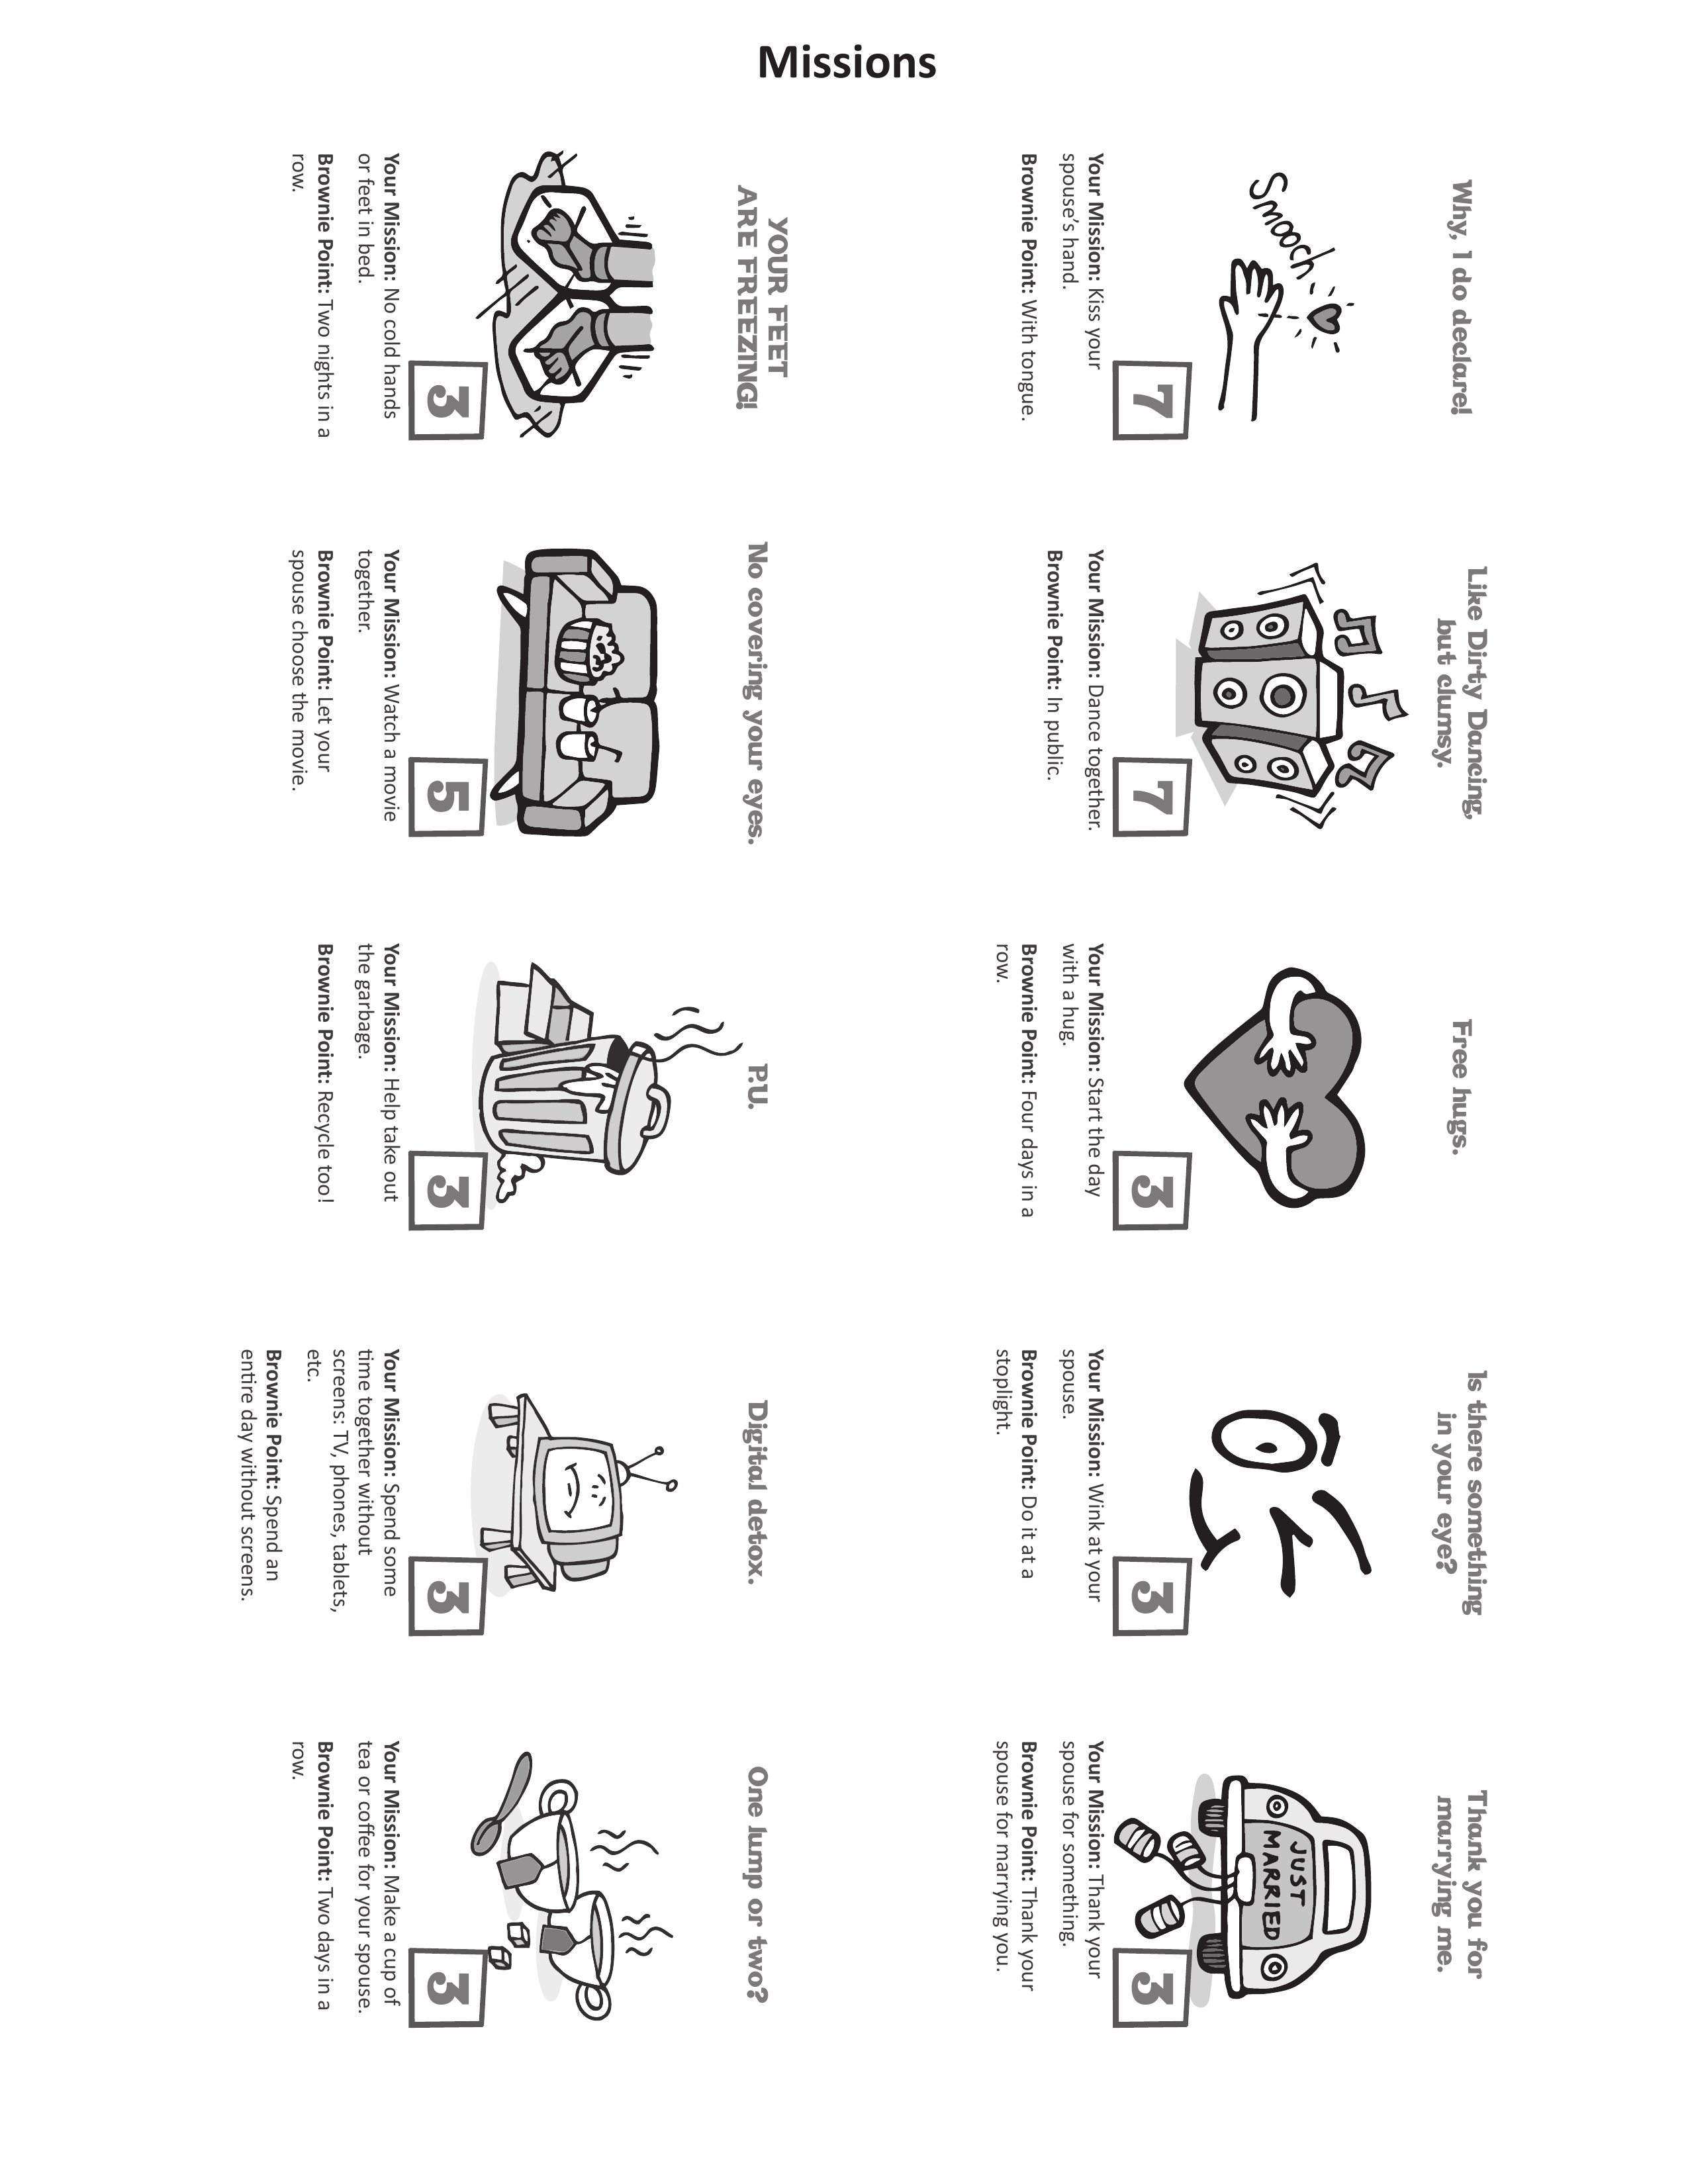 Missions
Why, I do declare!
Smooch
7
Your Mission: Kiss your
spouse's hand.
Brownie Point: With tongue.
Like Dirty Dancing,
but clumsy.
7
Your Mission: Dance together.
Brownie Point: In public.
Free hugs.
3
Your Mission: Start the day
with a hug.
Brownie Point: Four days in a
row.
Is there something
in your eye?
3
Your Mission: Wink at your
spouse.
Brownie Point: Do it at a
stoplight.
Thank you for
marrying me.
JUST
MARRIED
3
Your Mission: Thank your
spouse for something.
Brownie Point: Thank your
spouse for marrying you.
YOUR FEET
ARE FREEZING!
3
Your Mission: No cold hands
or feet in bed.
Brownie Point: Two nights in a
row.
No covering your eyes.
5
Your Mission: Watch a movie
together.
Brownie Point: Let your
spouse choose the movie.
P.U.
3
Your Mission: Help take out
the garbage.
Brownie Point: Recycle too!
Digital detox.
3
Your Mission: Spend some
time together without
screens: TV, phones, tablets,
etc.
Brownie Point: Spend an
entire day without screens.
One lump or two?
3
Your Mission: Make a cup of
tea or coffee for your spouse.
Brownie Point: Two days in a
row.